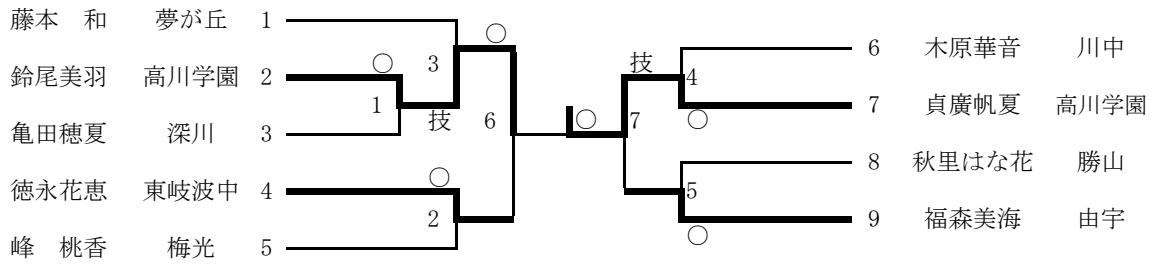 藤本　和　夢が丘　1
○
6　木原華音　川中
○　3　技
鈴尾美羽　高川学園　2
4
1　技　6　○　7
7　貞廣帆夏　高川学園
○
亀田穂夏　深川　3
8　秋里はな花　勝山
○
徳永花恵　東岐波中　4
5
2
9　福森美海　由宇
○
峰　桃香　梅光　5